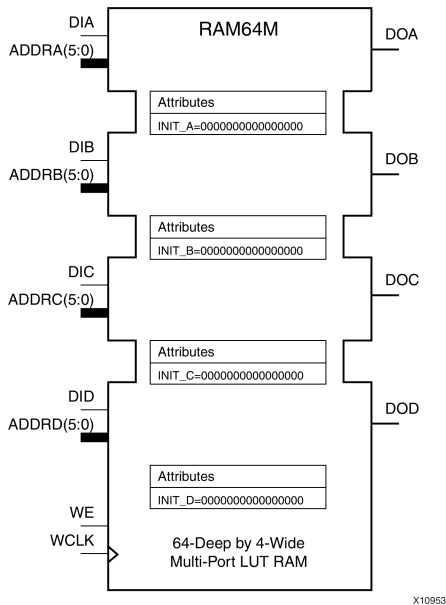 RAM64M
DIA
ADDRA(5:0)
DOA
Attributes
INIT_A=0000000000000000
DIB
ADDRB(5:0)
DOB
Attributes
INIT_B=0000000000000000
DIC
ADDRC(5:0)
DOC
Attributes
INIT_C=0000000000000000
DID
ADDRD(5:0)
DOD
Attributes
INIT_D=0000000000000000
WE
WCLK
64-Deep by 4-Wide
Multi-Port LUT RAM
X10953